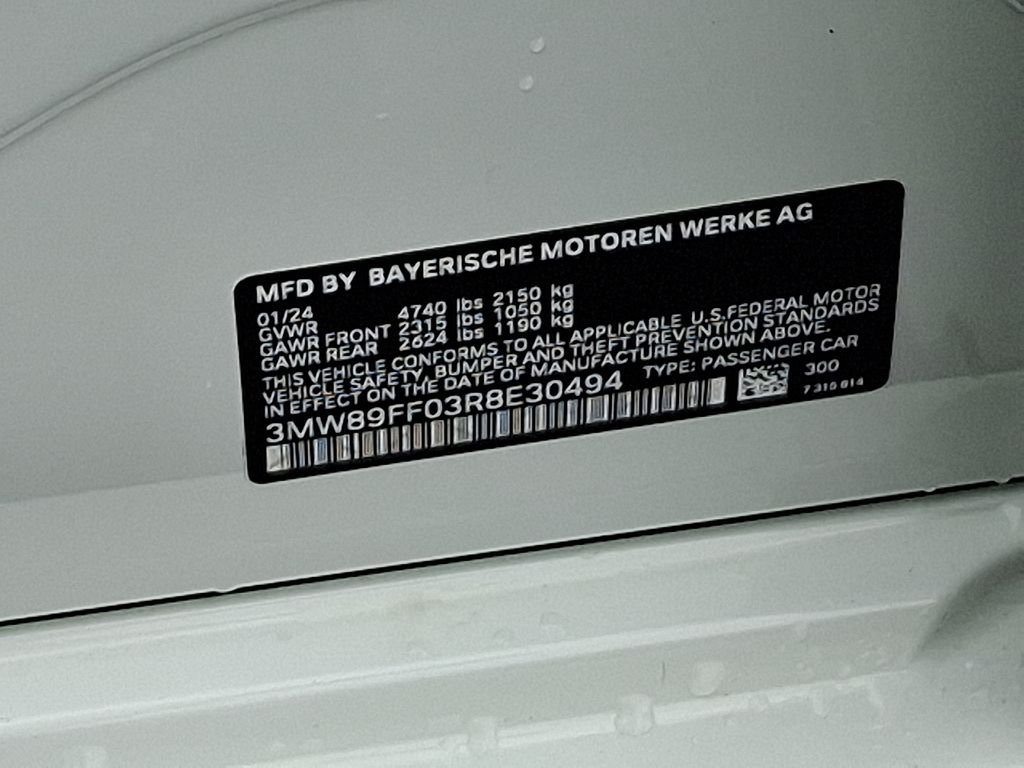 MFD BY BAYERISCHE MOTOREN WERKE AG
01/24
GVWR 4740 lbs 2150 kg
GAWR FRONT 2315 lbs 1050 kg
GAWR REAR 2624 lbs 1190 kg
THIS VEHICLE CONFORMS TO ALL APPLICABLE U.S.FEDERAL MOTOR
VEHICLE SAFETY, BUMPER AND THEFT PREVENTION STANDARDS
IN EFFECT ON THE DATE OF MANUFACTURE SHOWN ABOVE.
3MW89FF03R8E30494 TYPE: PASSENGER CAR
300
7 310 614